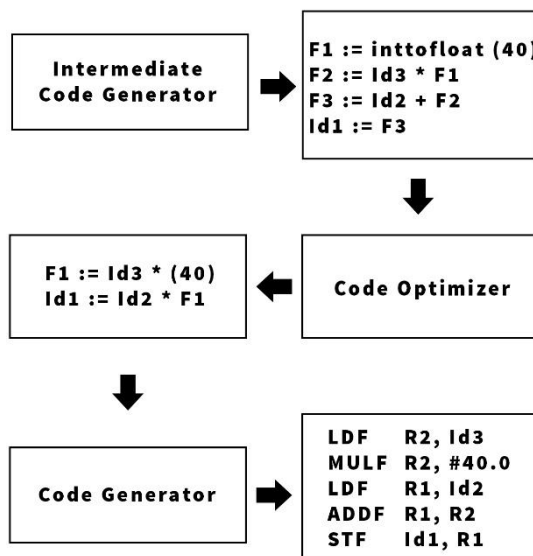 Intermediate
Code Generator
F1 := inttofloat (40)
F2 := Id3 * F1
F3 := Id2 + F2
Id1 := F3
Code Optimizer
F1 := Id3 * (40)
Id1 := Id2 * F1
Code Generator
LDF R2, Id3
MULF R2, #40.0
LDF R1, Id2
ADDF R1, R2
STF Id1, R1